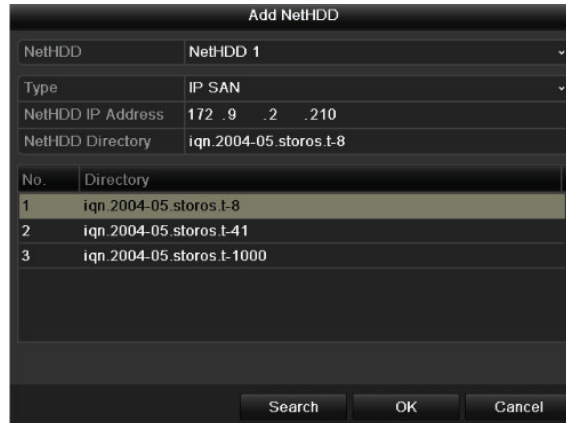 Add NetHDD
NetHDD NetHDD 1
Type IP SAN
NetHDD IP Address 172 .9 .2 .210
NetHDD Directory iqn.2004-05.storos.t-8
No. Directory
1 iqn.2004-05.storos.t-8
2 iqn.2004-05.storos.t-41
3 iqn.2004-05.storos.t-1000
Search OK Cancel